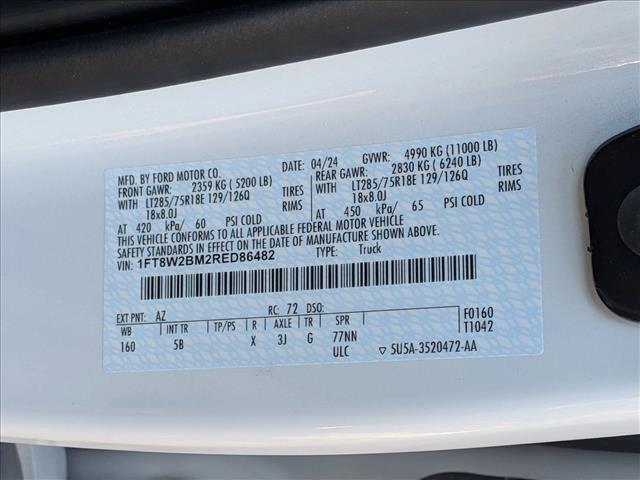 MFD. BY FORD MOTOR CO. DATE: 04/24 GVWR: 4990 KG (11000 LB)
FRONT GAWR: 2359 KG ( 5200 LB) REAR GAWR: 2830 KG ( 6240 LB)
WITH LT285/75R18E 129/126Q TIRES WITH LT285/75R18E 129/126Q TIRES
18x8.0J RIMS 18x8.0J RIMS
AT 420 kPa/ 60 PSI COLD AT 450 kPa/ 65 PSI COLD
THIS VEHICLE CONFORMS TO ALL APPLICABLE FEDERAL MOTOR VEHICLE
SAFETY STANDARDS IN EFFECT ON THE DATE OF MANUFACTURE SHOWN ABOVE.
VIN: 1FT8W2BM2RED86482 TYPE: Truck
EXT PNT: AZ RC: 72 DSO: F0160
WB INT TR TP/PS R AXLE TR SPR T1042
160 5B X 3J G 77NN
ULC ▽ 5U5A-3520472-AA